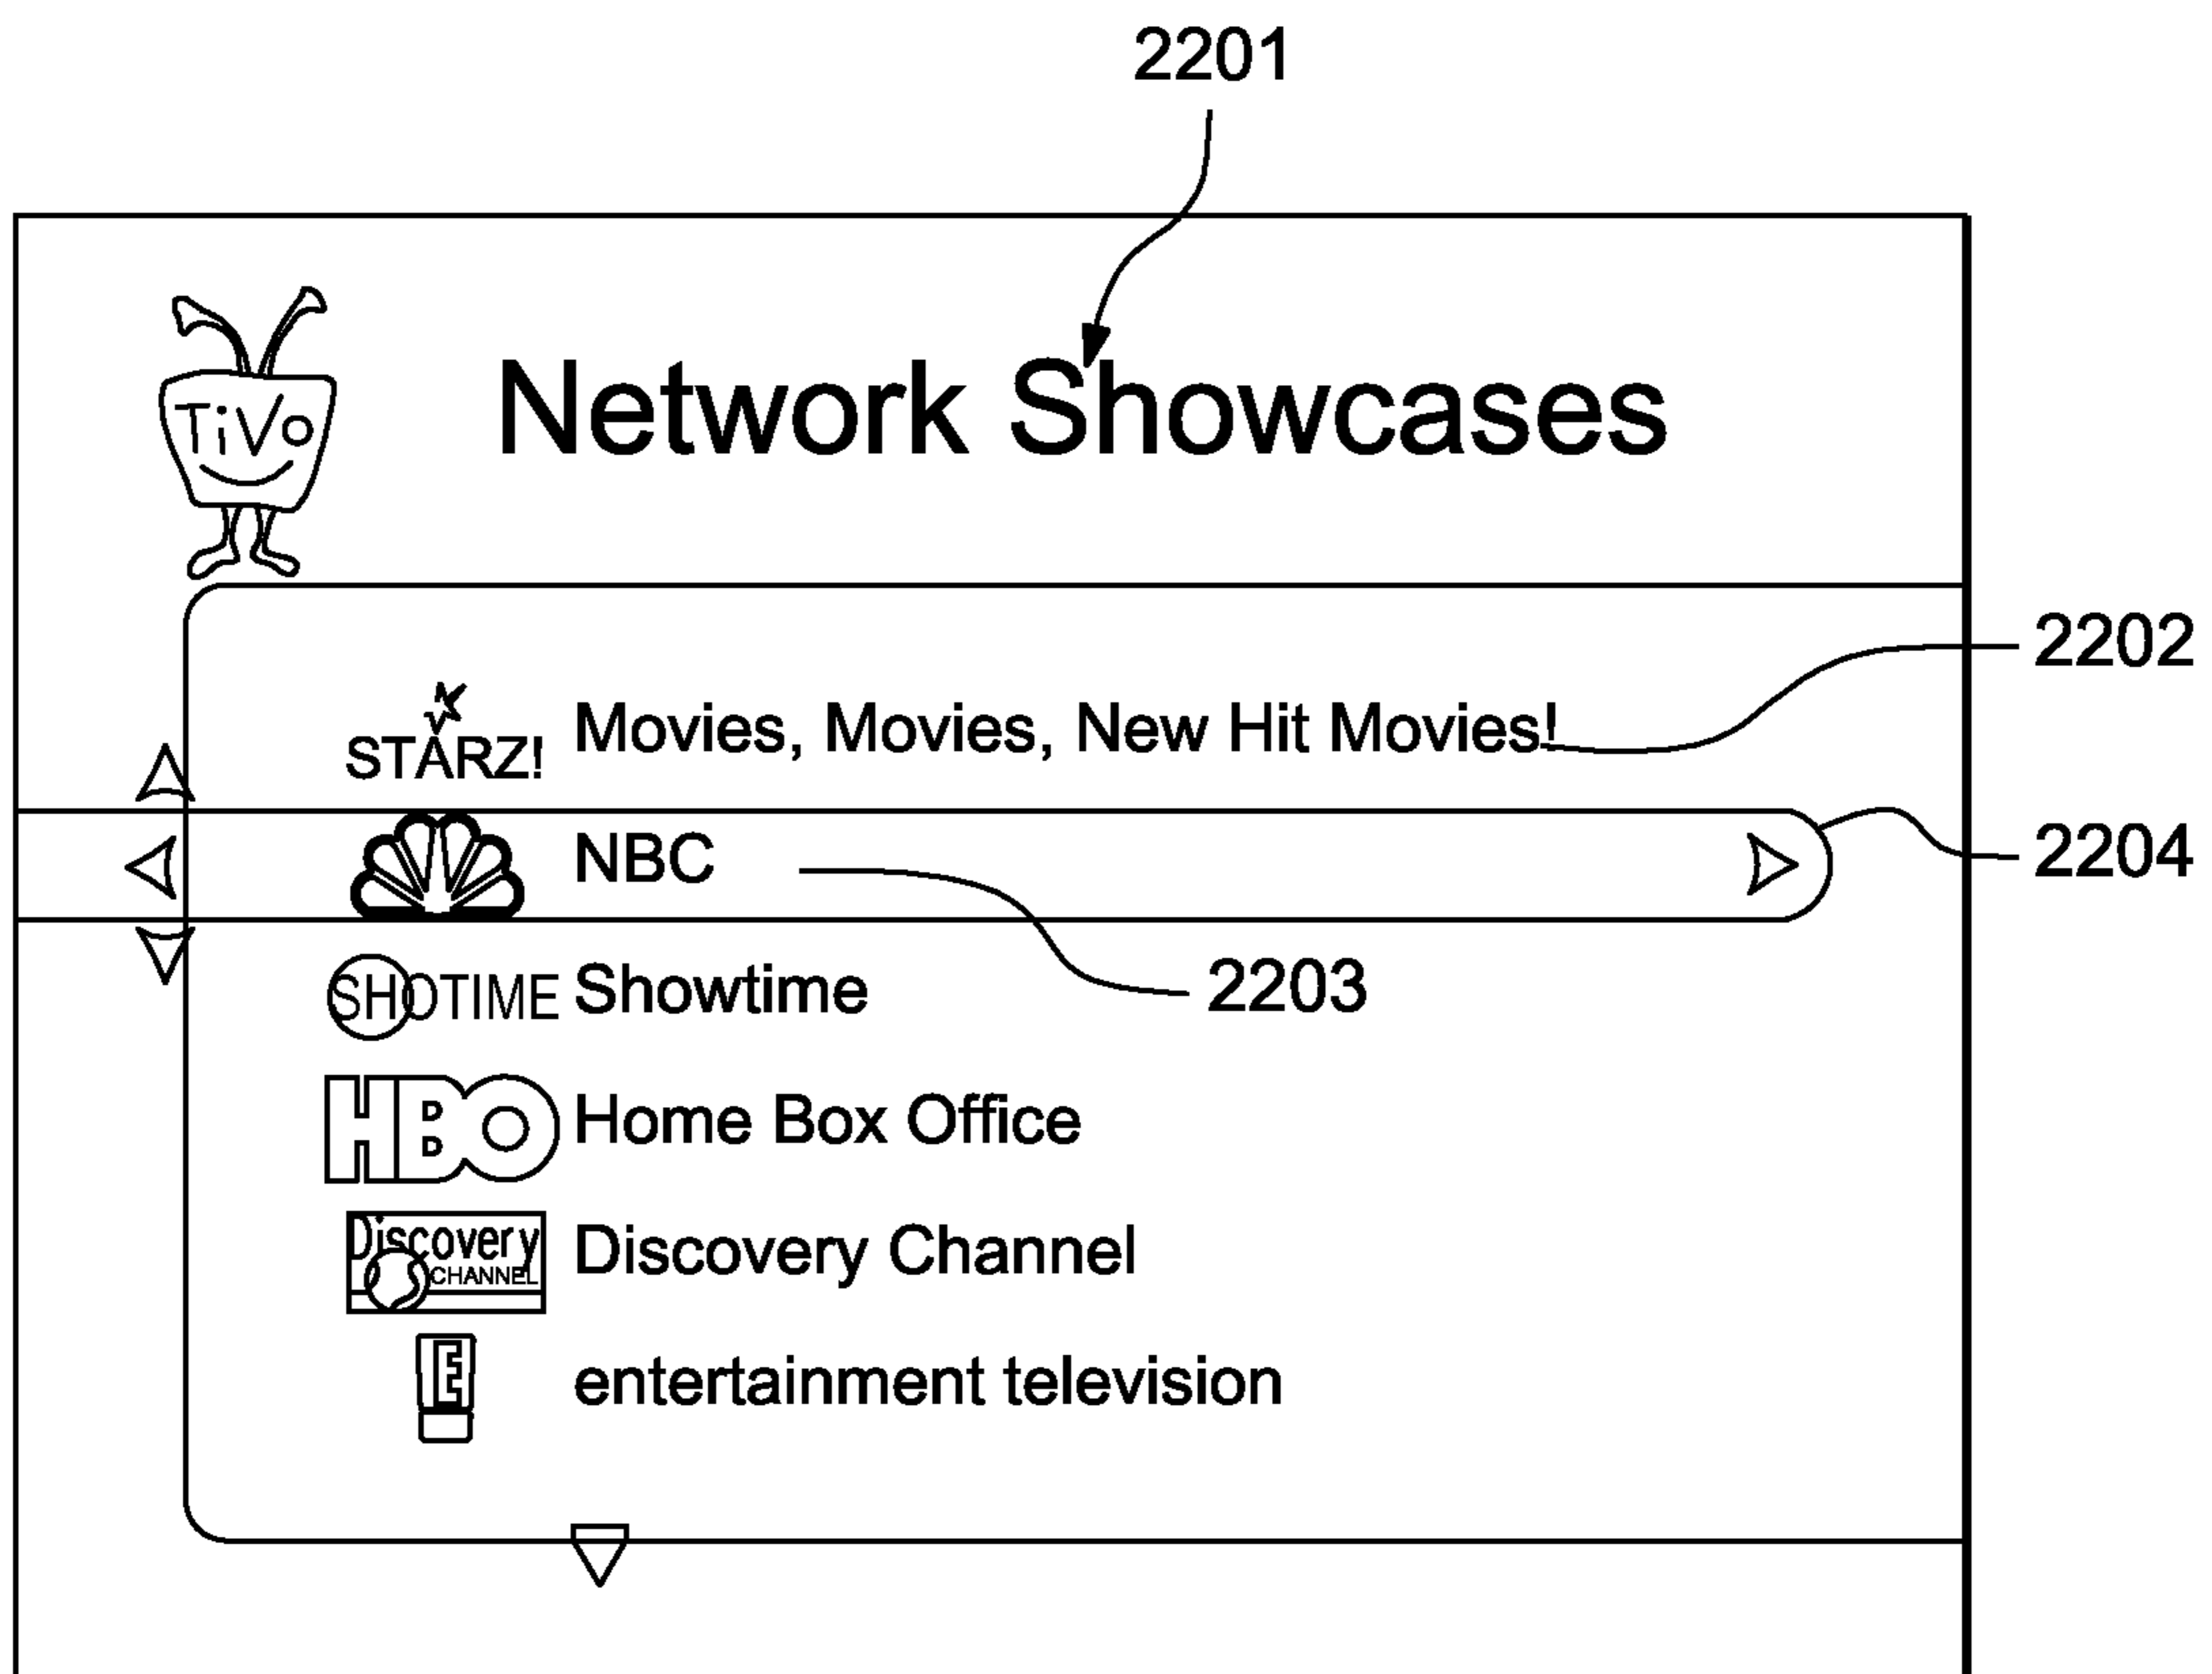 2201
TiVo
Network Showcases
2202
STARZ! Movies, Movies, New Hit Movies!
NBC
2204
SHOTIME Showtime
2203
HBO Home Box Office
Discovery CHANNEL Discovery Channel
E entertainment television